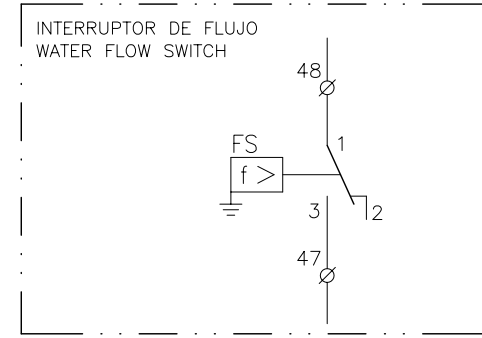 INTERRUPTOR DE FLUJO
WATER FLOW SWITCH
48
1
FS
f >
3
2
47